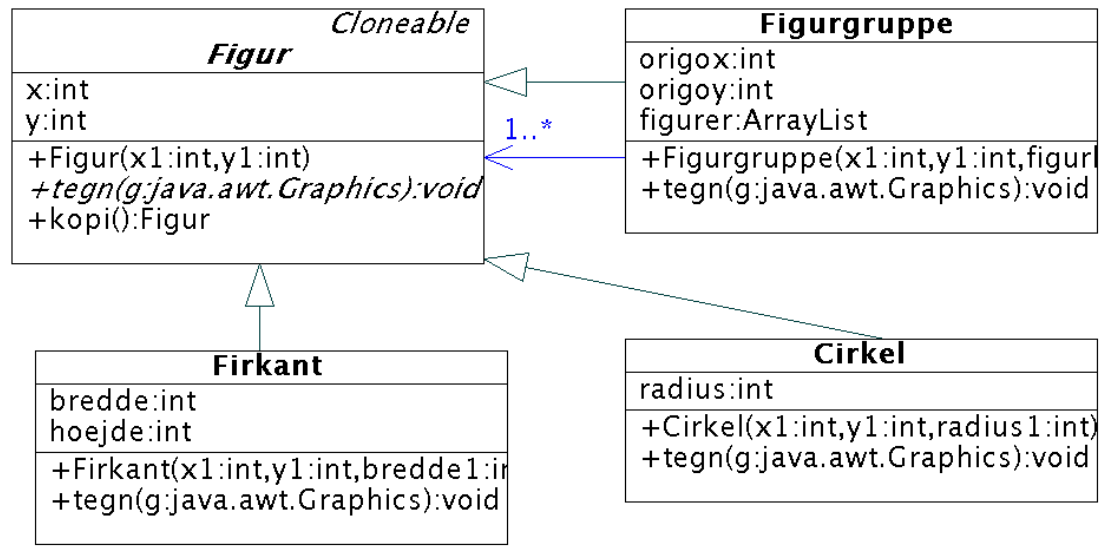 Cloneable
Figur
x:int
y:int
+Figur(x1:int,y1:int)
+tegn(g:java.awt.Graphics):void
+kopi():Figur
1..*
Figurgruppe
origox:int
origoy:int
figurer:ArrayList
+Figurgruppe(x1:int,y1:int,figurl
+tegn(g:java.awt.Graphics):void
Firkant
bredde:int
hoejde:int
+Firkant(x1:int,y1:int,bredde1:in
+tegn(g:java.awt.Graphics):void
Cirkel
radius:int
+Cirkel(x1:int,y1:int,radius1:int)
+tegn(g:java.awt.Graphics):void